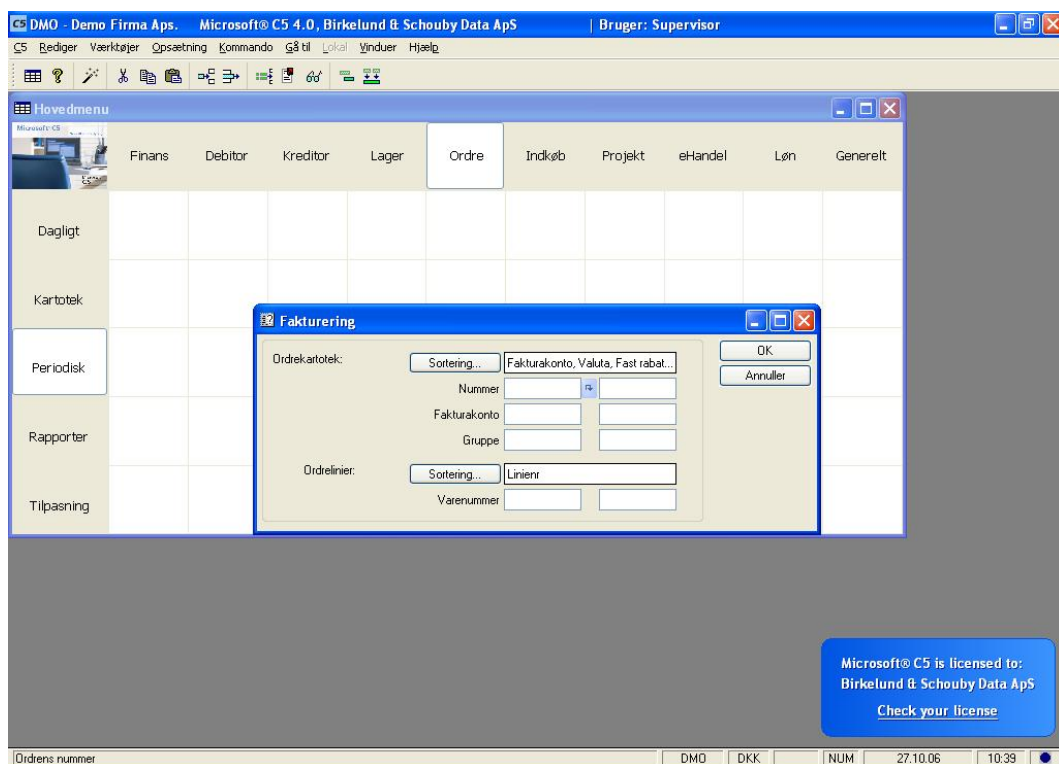 C5 DMO - Demo Firma Aps. Microsoft® C5 4.0, Birkelund & Schouby Data ApS | Bruger: Supervisor
C5 Rediger Værktøjer Opsætning Kommando Gå til Lokal Vinduer Hjælp
Hovedmenu
Microsoft C5
Finans Debitor Kreditor Lager Ordre Indkøb Projekt eHandel Løn Generelt
Dagligt
Kartotek
Periodisk
Rapporter
Tilpasning
Fakturering
Ordrekartotek: Sortering... Fakturakonto, Valuta, Fast rabat... OK
Nummer Annuller
Fakturakonto
Gruppe
Ordrelinier: Sortering... Linienr
Varenummer
Microsoft® C5 is licensed to:
Birkelund & Schouby Data ApS
Check your license
Ordrens nummer DMO DKK NUM 27.10.06 10:39